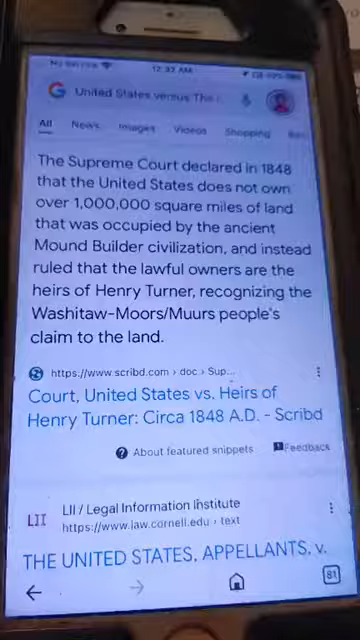 12:37 AM
United States versus The
All News Images Videos Shopping
The Supreme Court declared in 1848
that the United States does not own
over 1,000,000 square miles of land
that was occupied by the ancient
Mound Builder civilization, and instead
ruled that the lawful owners are the
heirs of Henry Turner, recognizing the
Washitaw-Moors/Muurs people's
claim to the land.
https://www.scribd.com › doc › Sup...
Court, United States vs. Heirs of
Henry Turner: Circa 1848 A.D. - Scribd
About featured snippets Feedback
LII
LII / Legal Information Institute
https://www.law.cornell.edu › text
THE UNITED STATES, APPELLANTS, v.
81